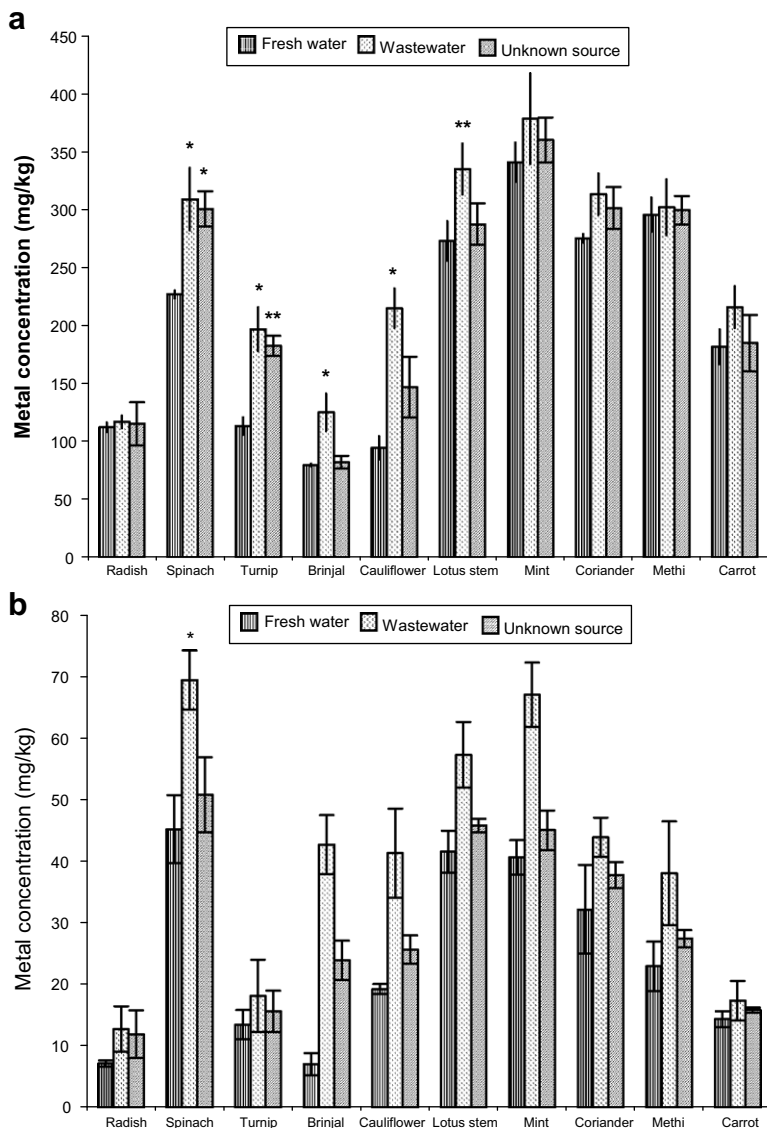 a
Fresh water Wastewater Unknown source
Metal concentration (mg/kg)
450
400
350
300
250
200
150
100
50
0
* * * ** * * **
Radish Spinach Turnip Brinjal Cauliflower Lotus stem Mint Coriander Methi Carrot
b
Fresh water Wastewater Unknown source
Metal concentration (mg/kg)
80
70
60
50
40
30
20
10
0
*
Radish Spinach Turnip Brinjal Cauliflower Lotus stem Mint Coriander Methi Carrot